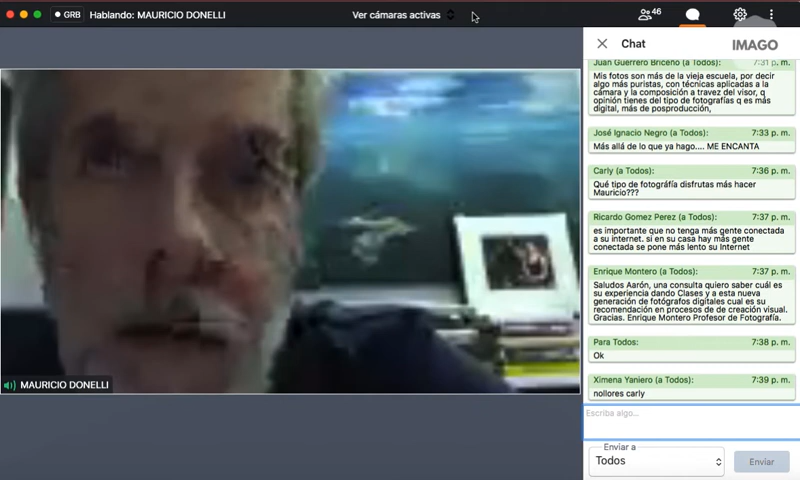 GRB
Hablando: MAURICIO DONELLI
Ver cámaras activas
46
Chat
IMAGO
Juan Guerrero Briceño (a Todos):
7:31 p. m.
Mis fotos son más de la vieja escuela, por decir
algo más puristas, con técnicas aplicadas a la
cámara y la composición a travez del visor, q
opinión tienes del tipo de fotografías q es más
digital, más de posproducción,
José Ignacio Negro (a Todos):
7:33 p. m.
Más allá de lo que ya hago.... ME ENCANTA
Carly (a Todos):
7:36 p. m.
Qué tipo de fotográfía disfrutas más hacer
Mauricio???
Ricardo Gomez Perez (a Todos):
7:37 p. m.
es importante que no tenga más gente conectada
a su internet. si en su casa hay más gente
conectada se pone más lento su Internet
Enrique Montero (a Todos):
7:37 p. m.
Saludos Aarón, una consulta quiero saber cuál es
su experiencia dando Clases y a esta nueva
generación de fotógrafos digitales cual es su
recomendación en procesos de de creación visual.
Gracias. Enrique Montero Profesor de Fotografía.
Para Todos:
7:38 p. m.
Ok
Ximena Yaniero (a Todos):
7:39 p. m.
nollores carly
MAURICIO DONELLI
Escriba algo...
Enviar a
Todos
Enviar